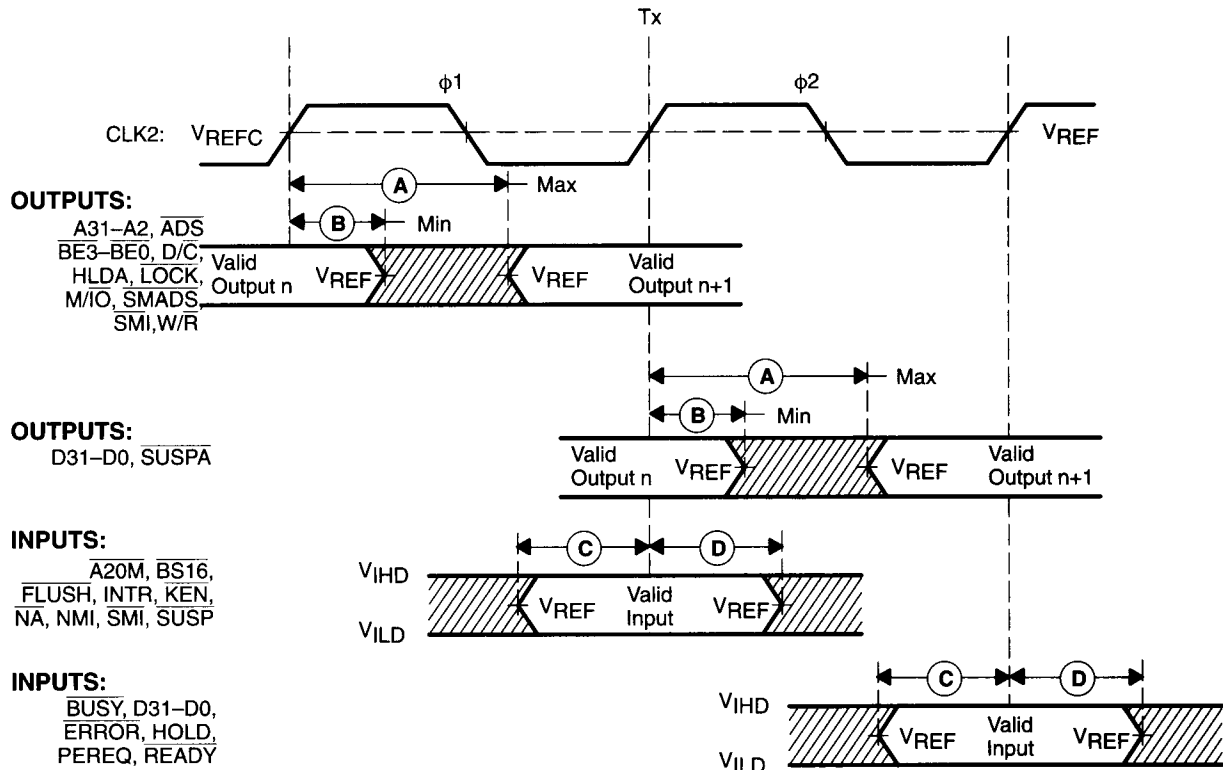 Tx
ϕ1
ϕ2
CLK2:
VREFC
VREF
A
Max
OUTPUTS:
B
Min
A31–A2, ADS
BE3–BE0, D/C,
HLDA, LOCK,
M/IO, SMADS,
SMI,W/R
Valid
Output n
VREF
VREF
Valid
Output n+1
A
Max
B
Min
OUTPUTS:
D31–D0, SUSPA
Valid
Output n
VREF
VREF
Valid
Output n+1
INPUTS:
A20M, BS16,
FLUSH, INTR, KEN,
NA, NMI, SMI, SUSP
C
D
VIHD
VILD
VREF
Valid
Input
VREF
INPUTS:
BUSY, D31–D0,
ERROR, HOLD,
PEREQ, READY
C
D
VIHD
VILD
VREF
Valid
Input
VREF